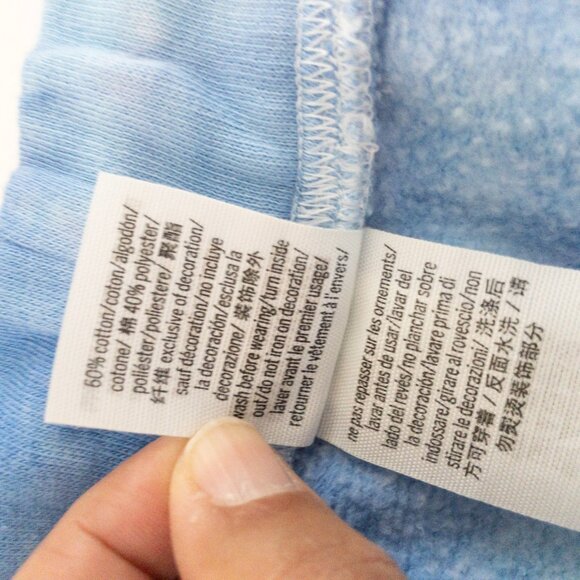 60% cotton/coton/algodón/
cotone/ 棉 40% polyester/
poliéster/poliestere/ 聚酯
纤维 exclusive of decoration/
sauf décoration/no incluye
la decoración/esclusa la
decorazione/ 装饰除外
wash before wearing/turn inside
out/do not iron on decoration/
laver avant le premier usage/
retourner le vêtement à l'envers/
ne pas repasser sur les ornements/
lavar antes de usar/lavar del
lado del revés/no planchar sobre
la decoración/lavare prima di
indossare/girare al rovescio/non
stirare le decorazioni/ 洗涤后
方可穿着 / 反面水洗 / 请
勿熨烫装饰部分